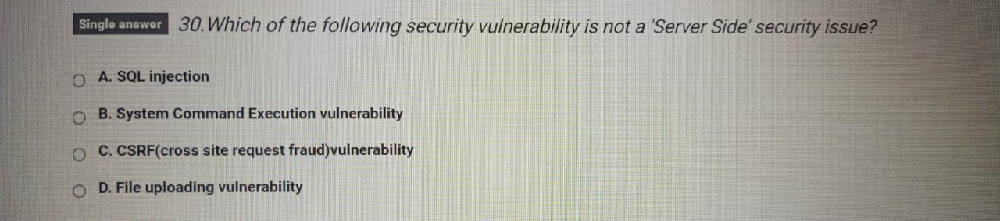 Single answer 30. Which of the following security vulnerability is not a 'Server Side' security issue?
A. SQL injection
B. System Command Execution vulnerability
C. CSRF(cross site request fraud)vulnerability
D. File uploading vulnerability